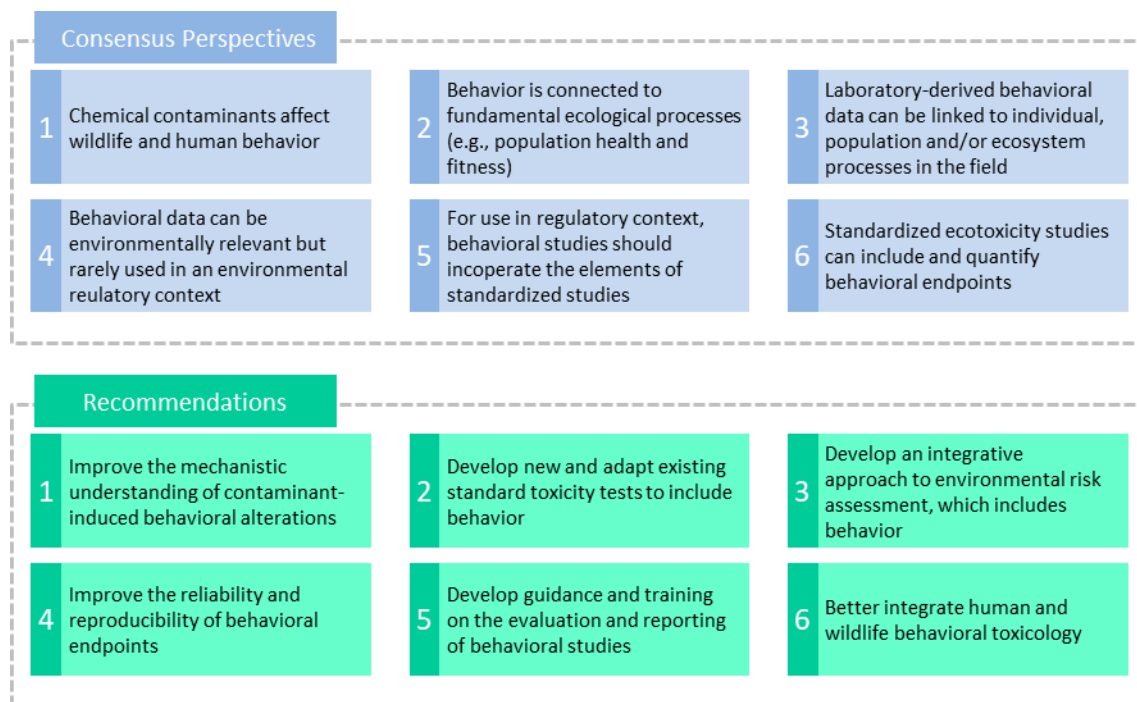 Consensus Perspectives
1
Chemical contaminants affect
wildlife and human behavior
2
Behavior is connected to
fundamental ecological processes
(e.g., population health and
fitness)
3
Laboratory-derived behavioral
data can be linked to individual,
population and/or ecosystem
processes in the field
4
Behavioral data can be
environmentally relevant but
rarely used in an environmental
reulatory context
5
For use in regulatory context,
behavioral studies should
incoperate the elements of
standardized studies
6
Standardized ecotoxicity studies
can include and quantify
behavioral endpoints
Recommendations
1
Improve the mechanistic
understanding of contaminant-
induced behavioral alterations
2
Develop new and adapt existing
standard toxicity tests to include
behavior
3
Develop an integrative
approach to environmental risk
assessment, which includes
behavior
4
Improve the reliability and
reproducibility of behavioral
endpoints
5
Develop guidance and training
on the evaluation and reporting
of behavioral studies
6
Better integrate human and
wildlife behavioral toxicology